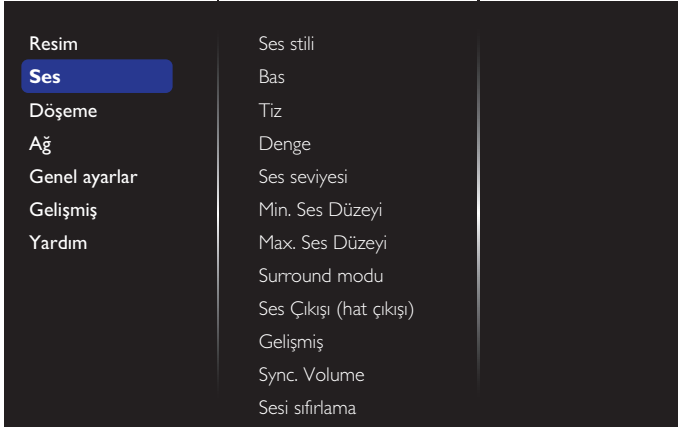 Resim
Ses
Döşeme
Ağ
Genel ayarlar
Gelişmiş
Yardım
Ses stili
Bas
Tiz
Denge
Ses seviyesi
Min. Ses Düzeyi
Max. Ses Düzeyi
Surround modu
Ses Çıkışı (hat çıkışı)
Gelişmiş
Sync. Volume
Sesi sıfırlama